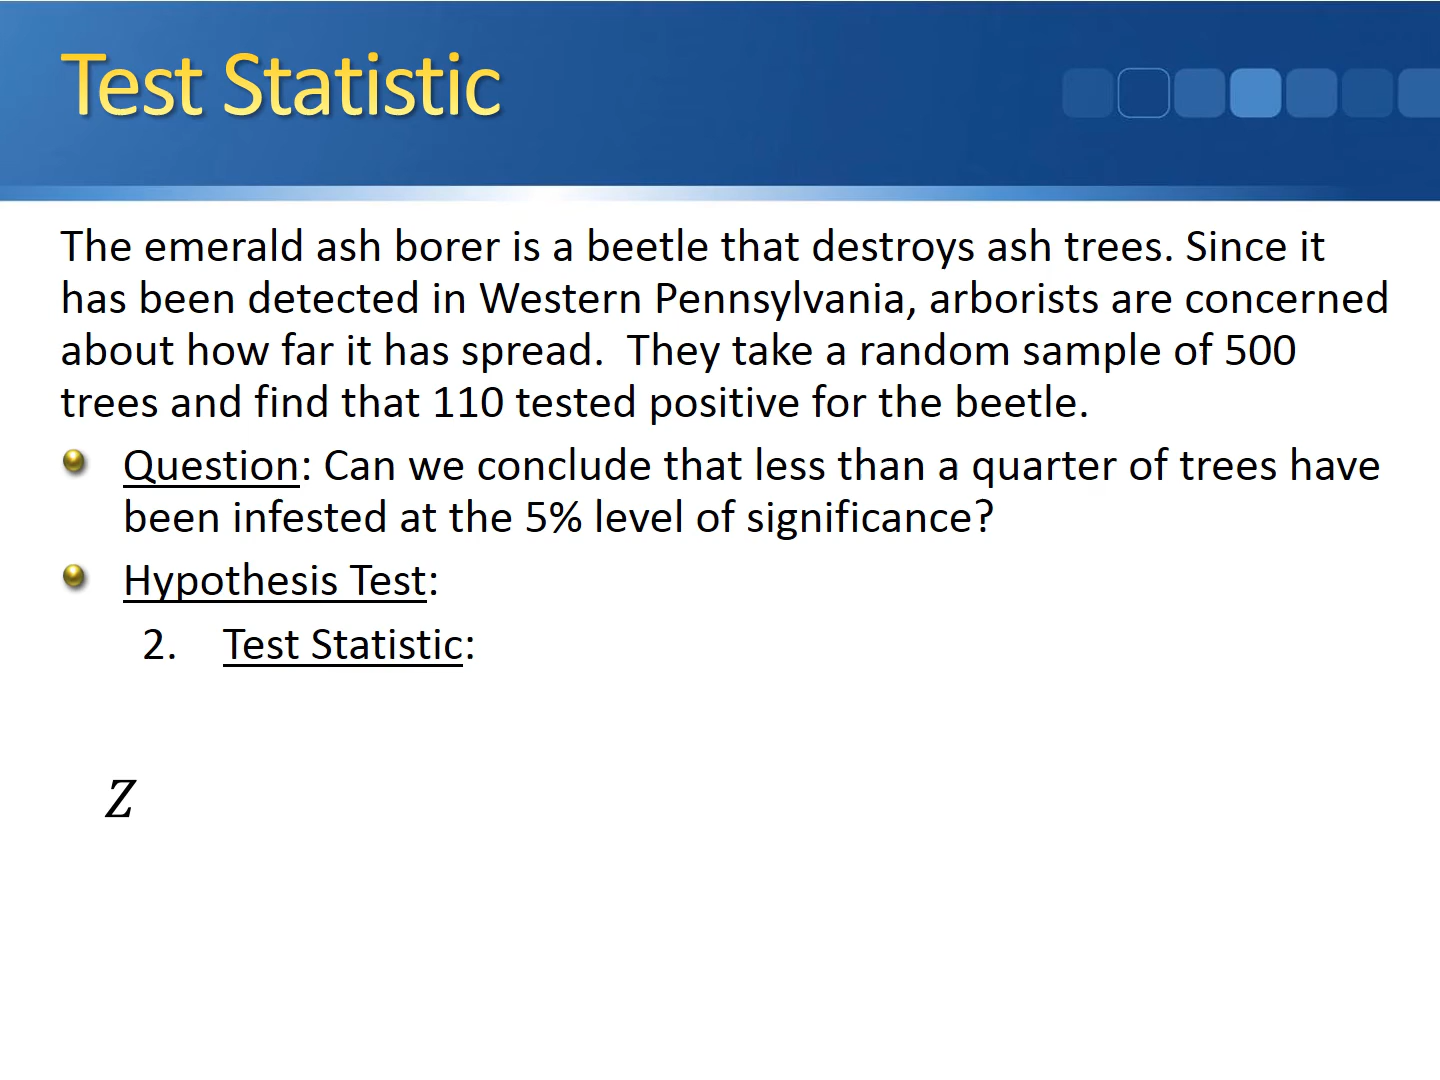 Test Statistic
The emerald ash borer is a beetle that destroys ash trees. Since it
has been detected in Western Pennsylvania, arborists are concerned
about how far it has spread.  They take a random sample of 500
trees and find that 110 tested positive for the beetle.
Question: Can we conclude that less than a quarter of trees have
been infested at the 5% level of significance?
Hypothesis Test:
2. Test Statistic:
Z